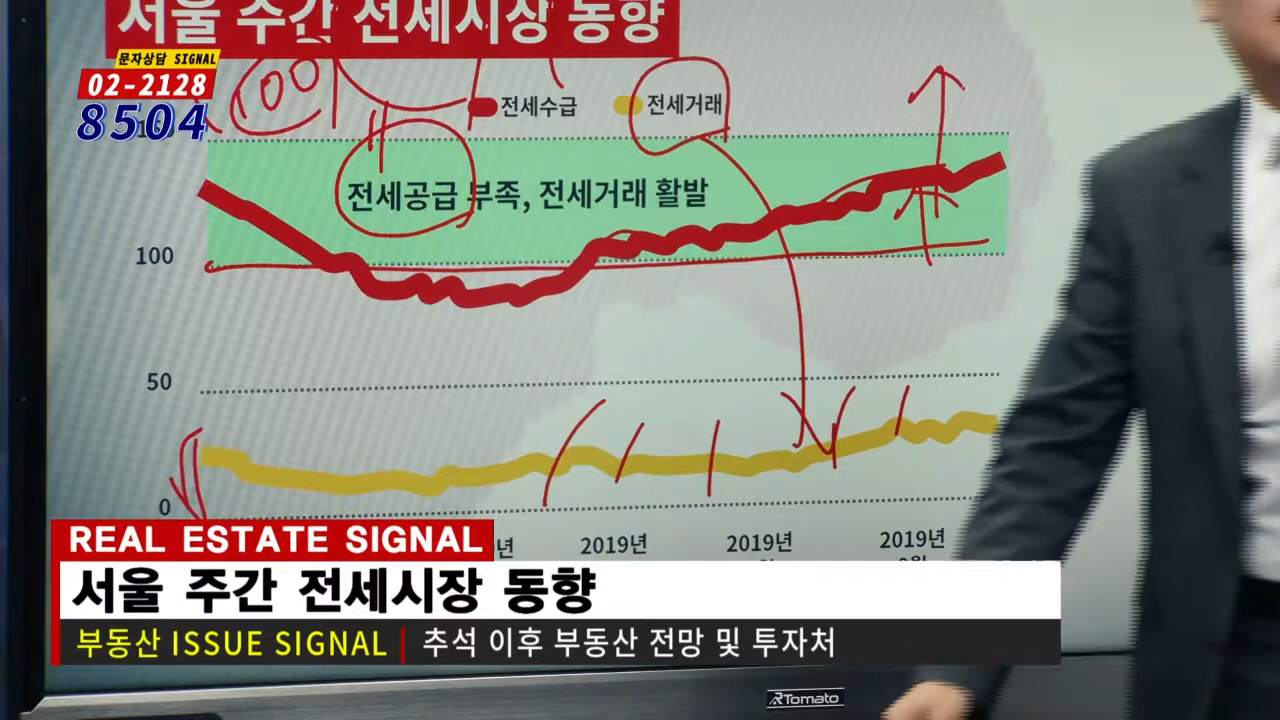 서울 주간 전세시장 동향
문자상담 SIGNAL
02-2128
8504
100
전세수급
전세거래
전세공급 부족, 전세거래 활발
100
50
0
년
2019년
2019년
2019년
REAL ESTATE SIGNAL
서울 주간 전세시장 동향
부동산 ISSUE SIGNAL
추석 이후 부동산 전망 및 투자처
RTomato